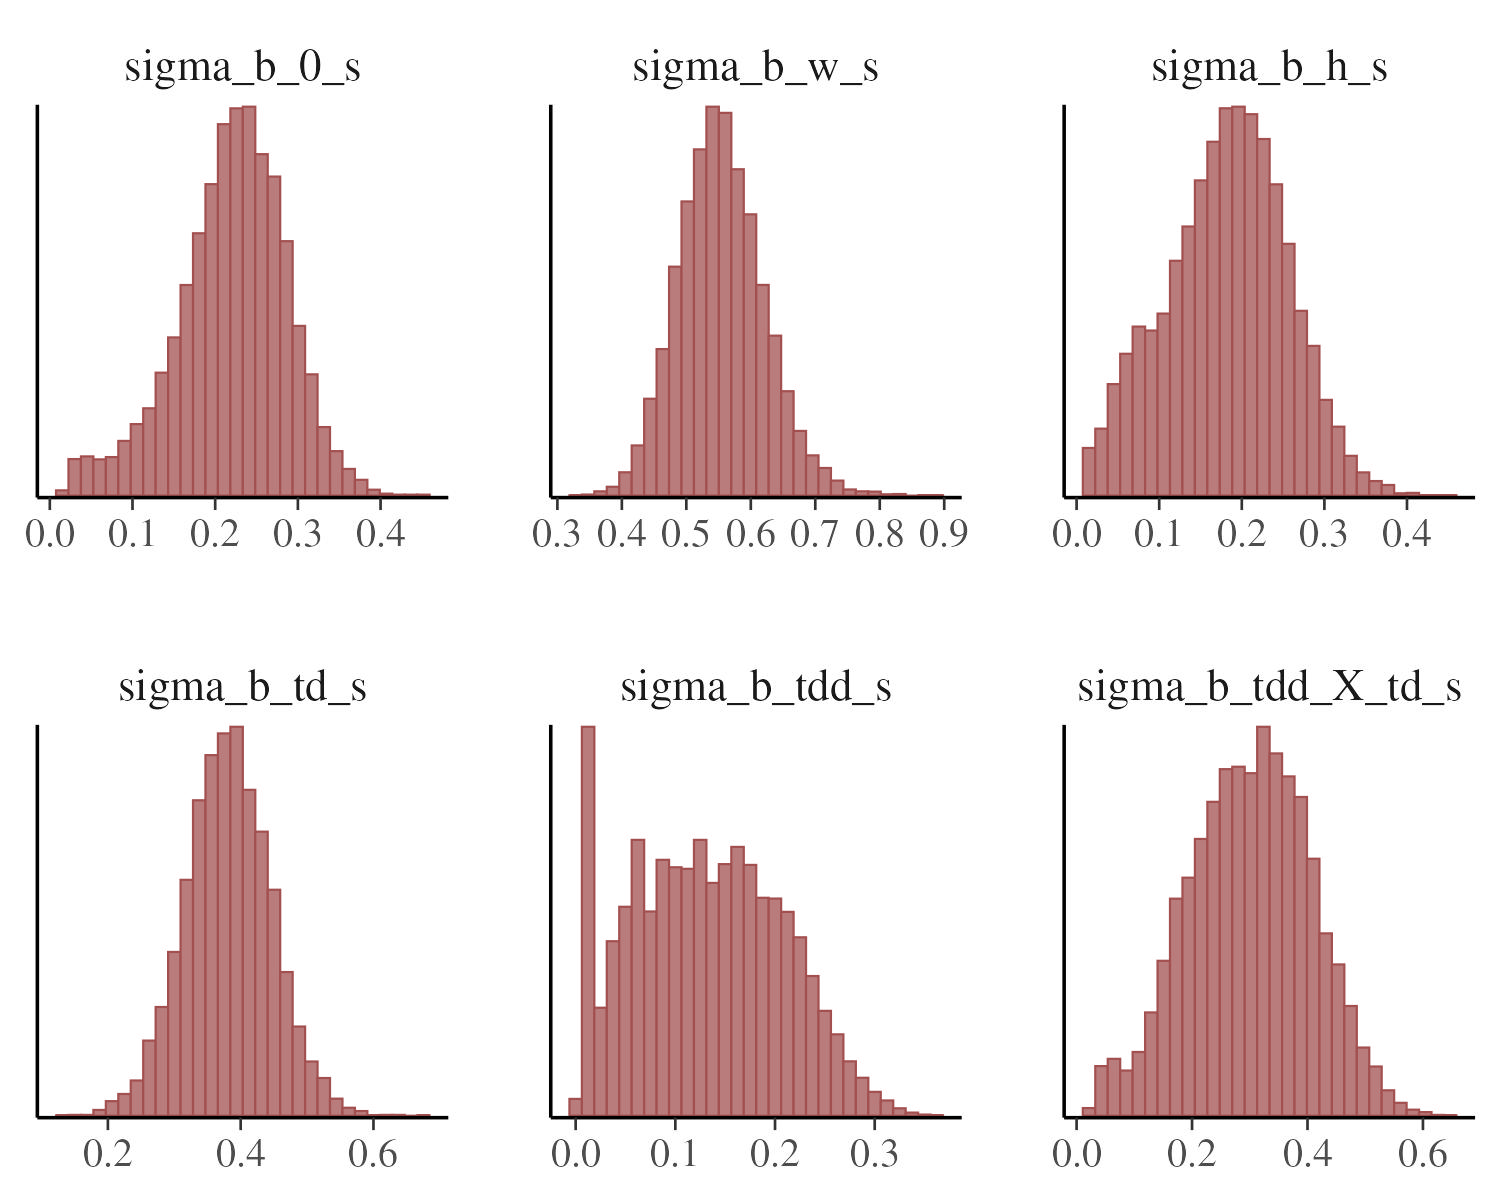 sigma_b_0_s sigma_b_w_s sigma_b_h_s
0.0 0.1 0.2 0.3 0.4 0.3 0.4 0.5 0.6 0.7 0.8 0.9 0.0 0.1 0.2 0.3 0.4
sigma_b_td_s sigma_b_tdd_s sigma_b_tdd_X_td_s
0.2 0.4 0.6 0.0 0.1 0.2 0.3 0.0 0.2 0.4 0.6